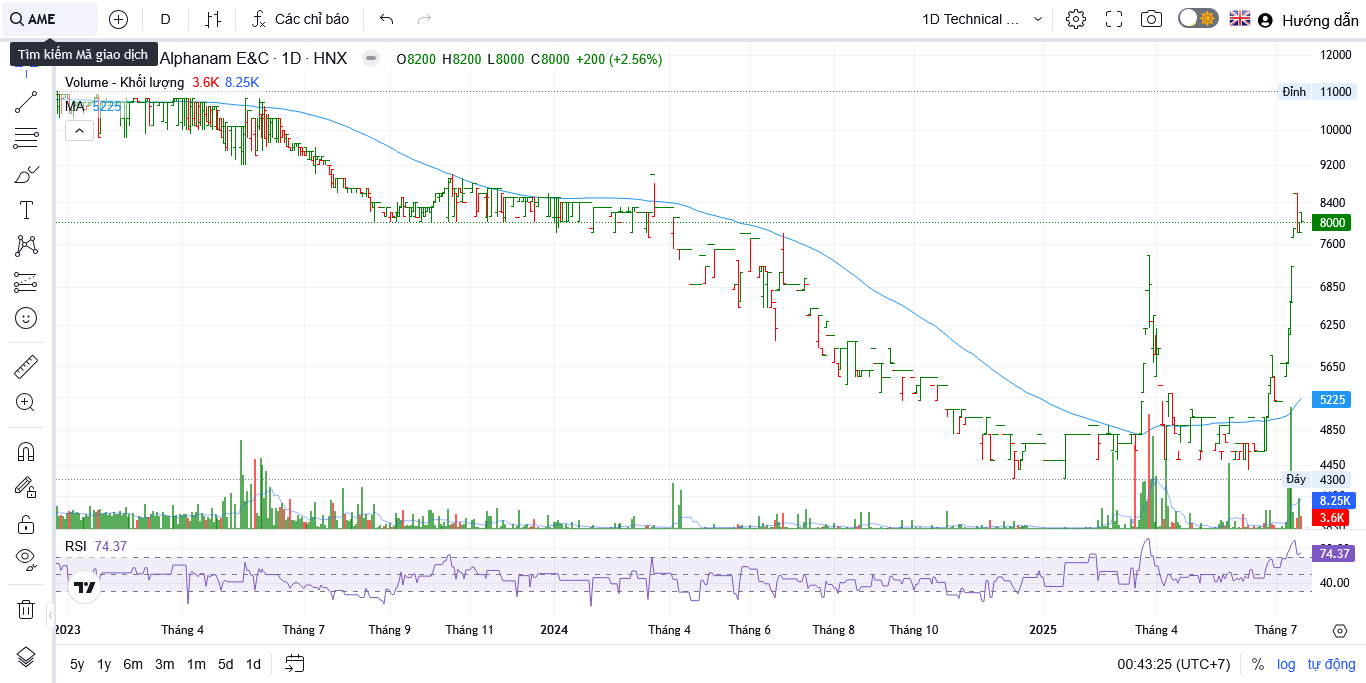 AME
D
Các chỉ báo
1D Technical ...
Hướng dẫn
Tìm kiếm Mã giao dịch
Alphanam E&C · 1D · HNX
O8200 H8200 L8000 C8000 +200 (+2.56%)
Volume - Khối lượng 3.6K 8.25K
MA 5225
12000
Đỉnh 11000
10000
9200
8400
8000
7600
6850
6250
5650
5225
4850
4450
Đáy 4300
8.25K
3.6K
RSI 74.37
74.37
40.00
2023 Tháng 4 Tháng 7 Tháng 9 Tháng 11 2024 Tháng 4 Tháng 6 Tháng 8 Tháng 10 2025 Tháng 4 Tháng 7
5y 1y 6m 3m 1m 5d 1d
00:43:25 (UTC+7) % log tự động